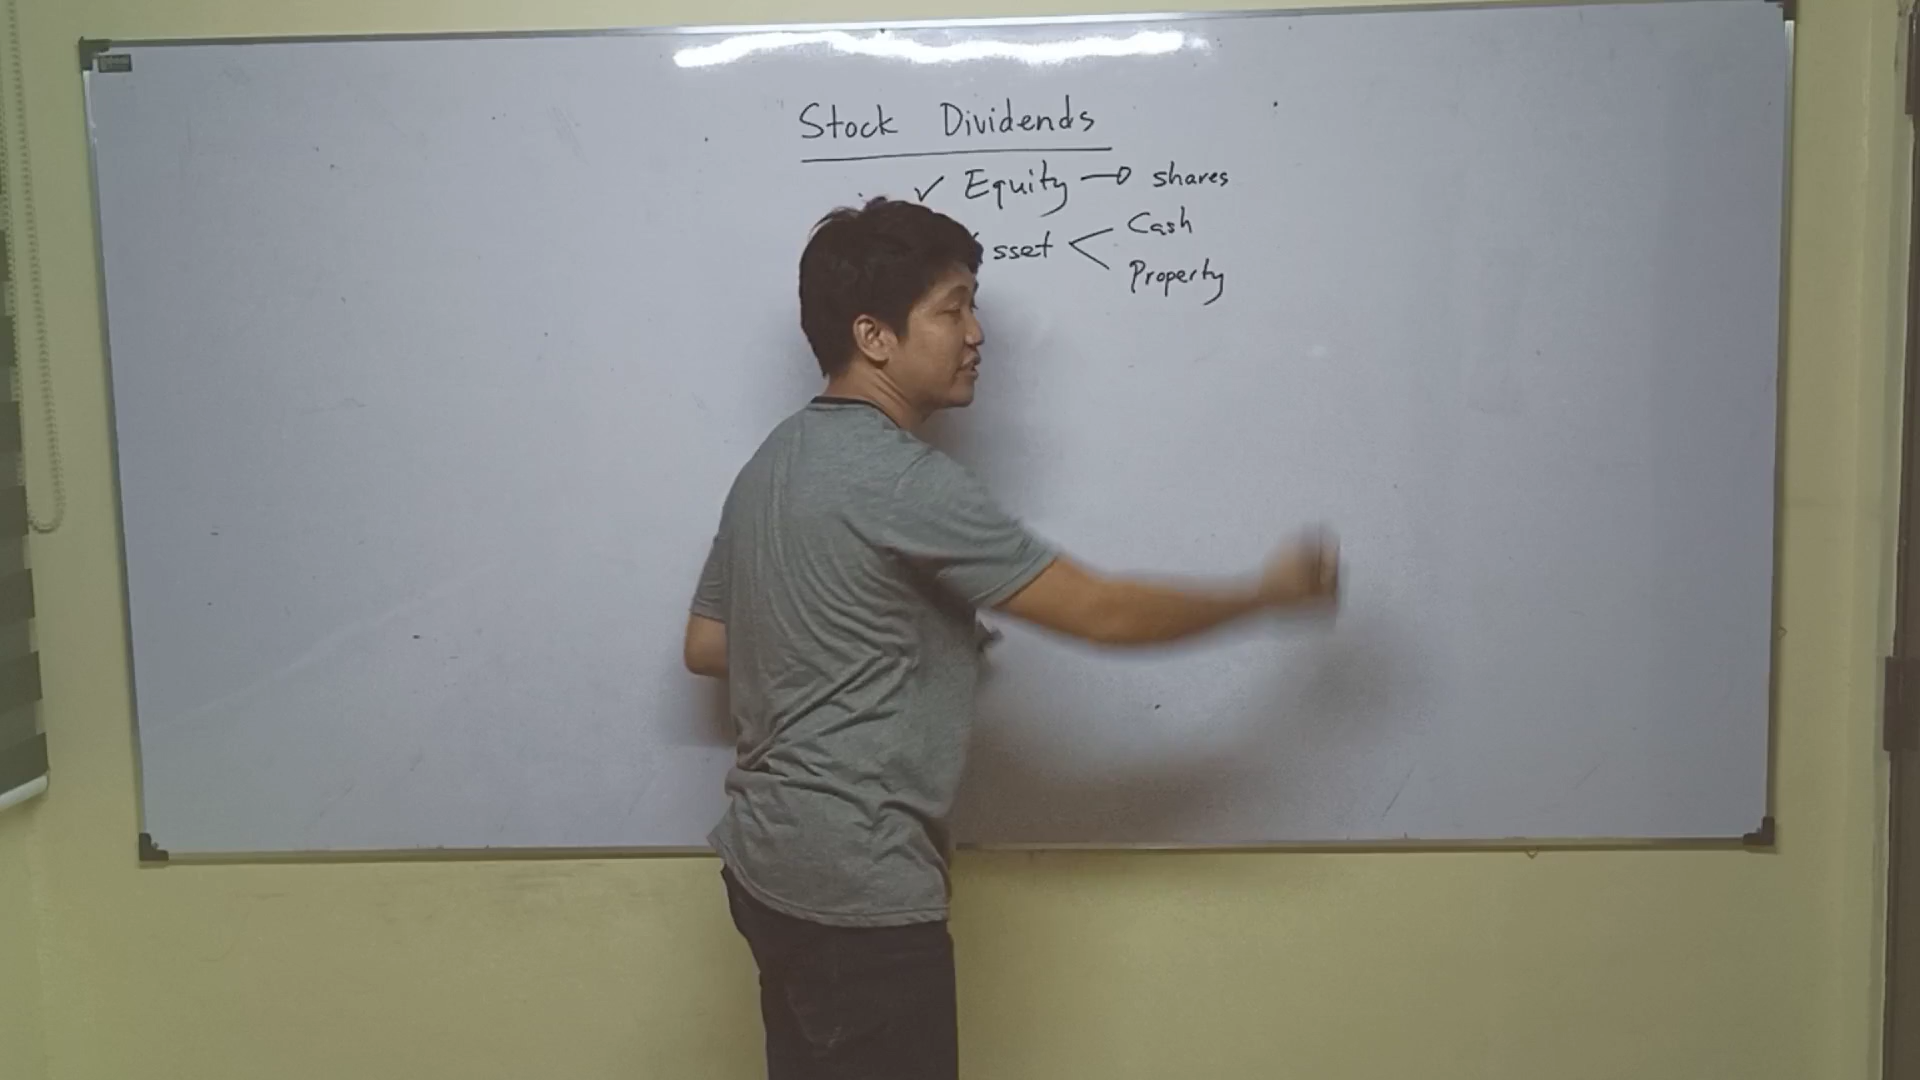 Stock Dividends
✓ Equity → shares
sset < Cash
Property